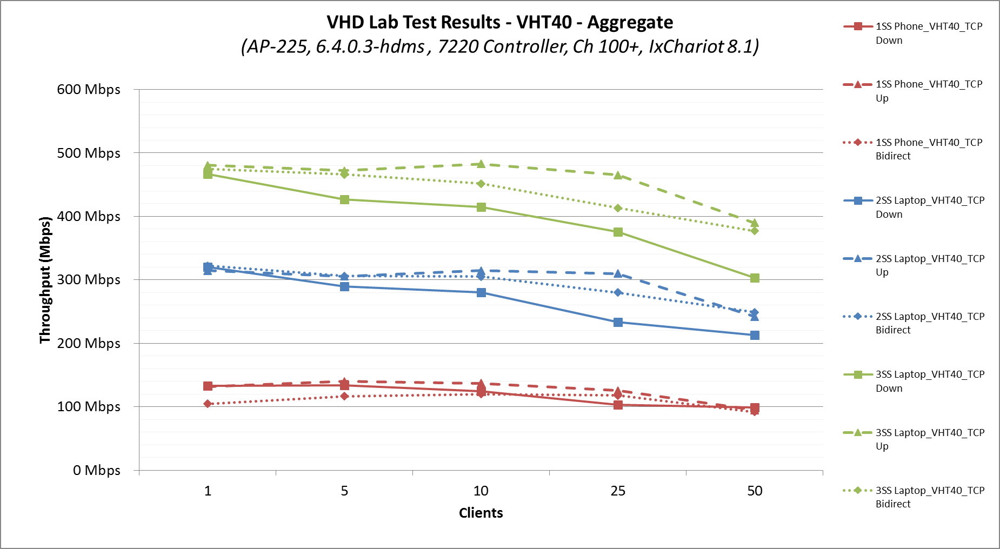 VHD Lab Test Results - VHT40 - Aggregate
(AP-225, 6.4.0.3-hdms , 7220 Controller, Ch 100+, IxChariot 8.1)
600 Mbps
500 Mbps
400 Mbps
300 Mbps
200 Mbps
100 Mbps
0 Mbps
Throughput (Mbps)
1 5 10 25 50
Clients
1SS Phone_VHT40_TCP
Down
1SS Phone_VHT40_TCP
Up
1SS Phone_VHT40_TCP
Bidirect
2SS Laptop_VHT40_TCP
Down
2SS Laptop_VHT40_TCP
Up
2SS Laptop_VHT40_TCP
Bidirect
3SS Laptop_VHT40_TCP
Down
3SS Laptop_VHT40_TCP
Up
3SS Laptop_VHT40_TCP
Bidirect